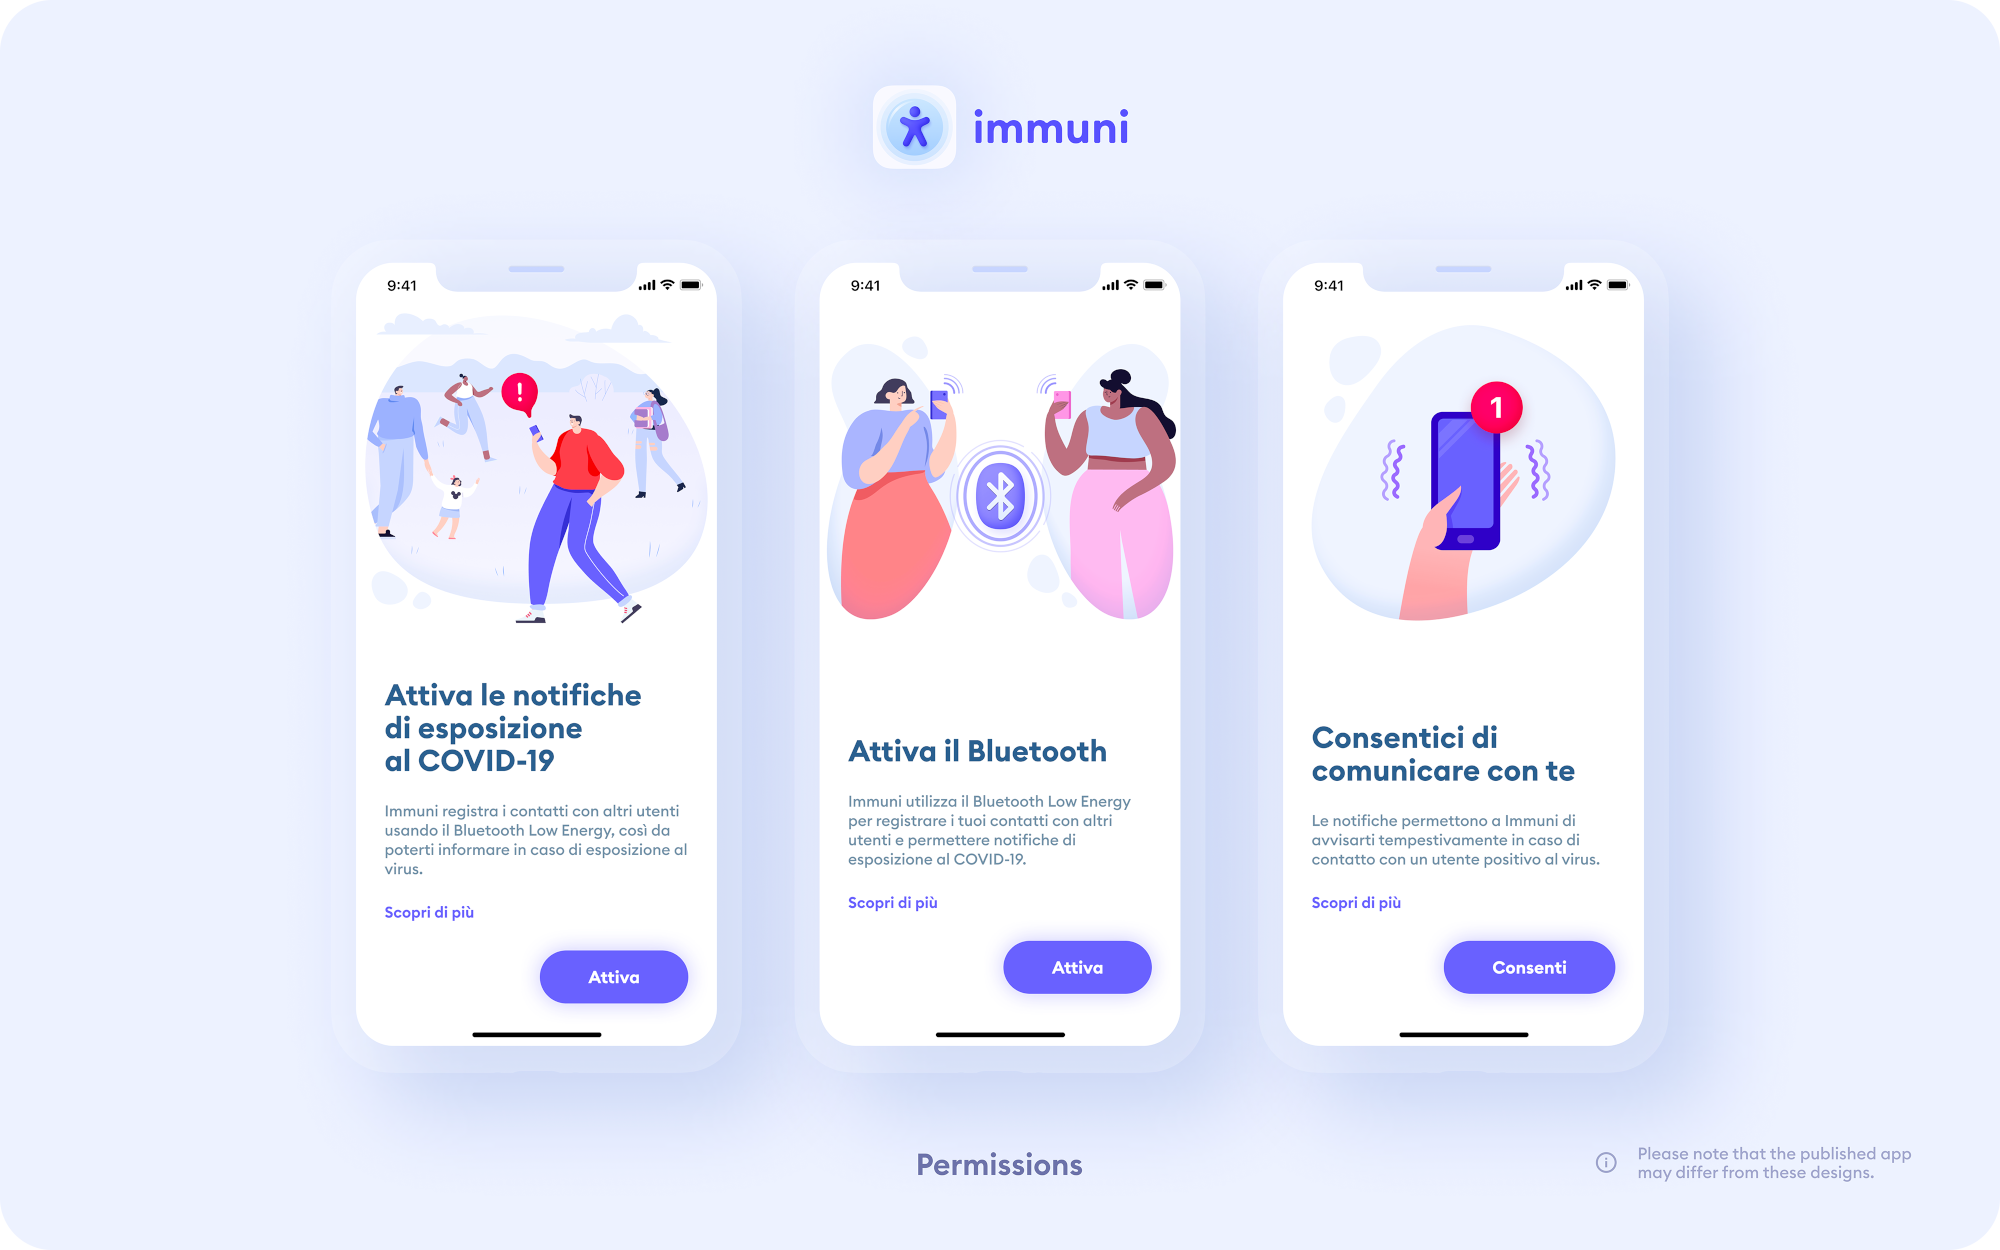 immuni
9:41
!
Attiva le notifiche
di esposizione
al COVID-19
Immuni registra i contatti con altri utenti
usando il Bluetooth Low Energy, così da
poterti informare in caso di esposizione al
virus.
Scopri di più
Attiva
9:41
Attiva il Bluetooth
Immuni utilizza il Bluetooth Low Energy
per registrare i tuoi contatti con altri
utenti e permettere notifiche di
esposizione al COVID-19.
Scopri di più
Attiva
9:41
1
Consentici di
comunicare con te
Le notifiche permettono a Immuni di
avvisarti tempestivamente in caso di
contatto con un utente positivo al virus.
Scopri di più
Consenti
Permissions
Please note that the published app
may differ from these designs.